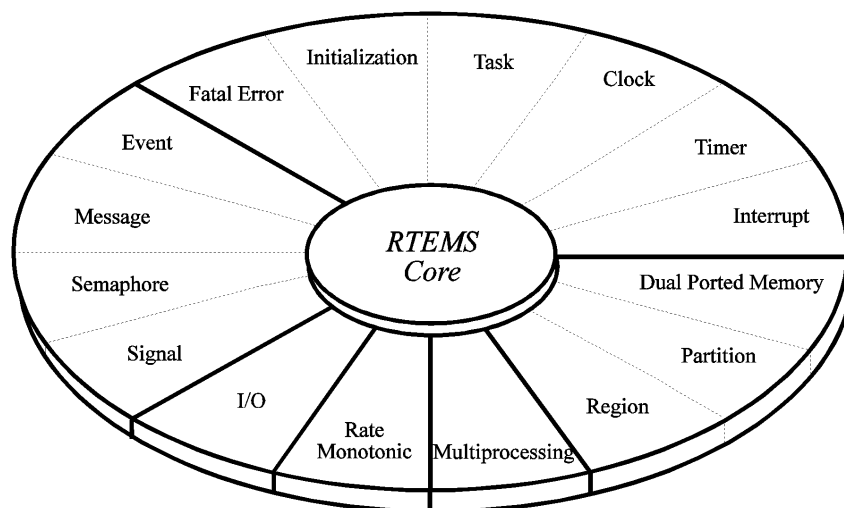 Initialization
Task
Clock
Fatal Error
Event
Timer
Message
Interrupt
RTEMS
Core
Semaphore
Dual Ported Memory
Signal
Partition
I/O
Region
Rate
Monotonic
Multiprocessing